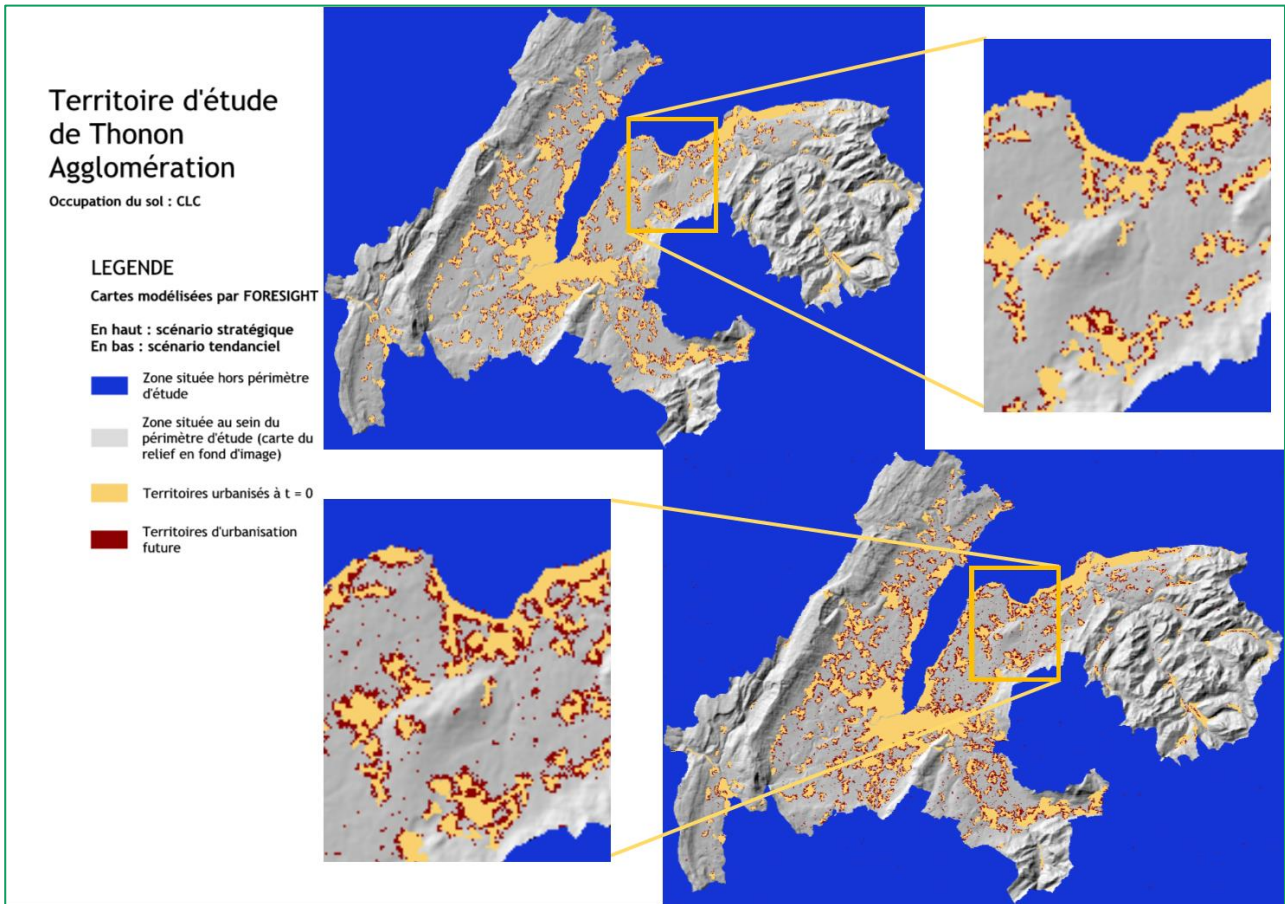 Territoire d'étude
de Thonon
Agglomération
Occupation du sol : CLC
LEGENDE
Cartes modélisées par FORESIGHT
En haut : scénario stratégique
En bas : scénario tendanciel
Zone située hors périmètre
d'étude
Zone située au sein du
périmètre d'étude (carte du
relief en fond d'image)
Territoires urbanisés à t = 0
Territoires d'urbanisation
future